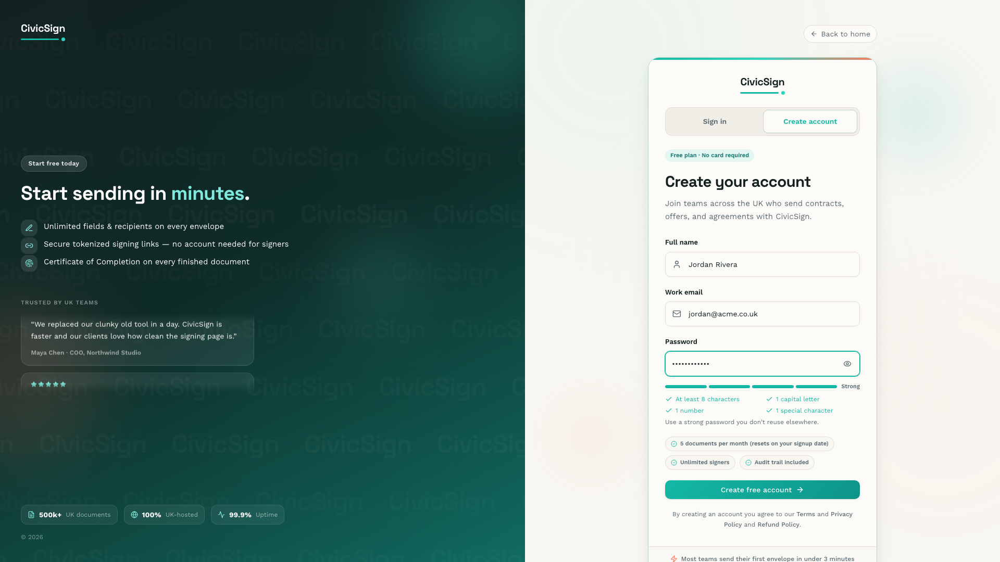 CivicSign
Start free today
Start sending in minutes.
Unlimited fields & recipients on every envelope
Secure tokenized signing links — no account needed for signers
Certificate of Completion on every finished document
TRUSTED BY UK TEAMS
“We replaced our clunky old tool in a day. CivicSign is
faster and our clients love how clean the signing page is.”
Maya Chen · COO, Northwind Studio
500k+ UK documents
100% UK-hosted
99.9% Uptime
© 2026
Back to home
CivicSign
Sign in
Create account
Free plan · No card required
Create your account
Join teams across the UK who send contracts,
offers, and agreements with CivicSign.
Full name
Jordan Rivera
Work email
jordan@acme.co.uk
Password
••••••••••••
Strong
At least 8 characters
1 capital letter
1 number
1 special character
Use a strong password you don't reuse elsewhere.
5 documents per month (resets on your signup date)
Unlimited signers
Audit trail included
Create free account
By creating an account you agree to our Terms and Privacy
Policy and Refund Policy.
Most teams send their first envelope in under 3 minutes